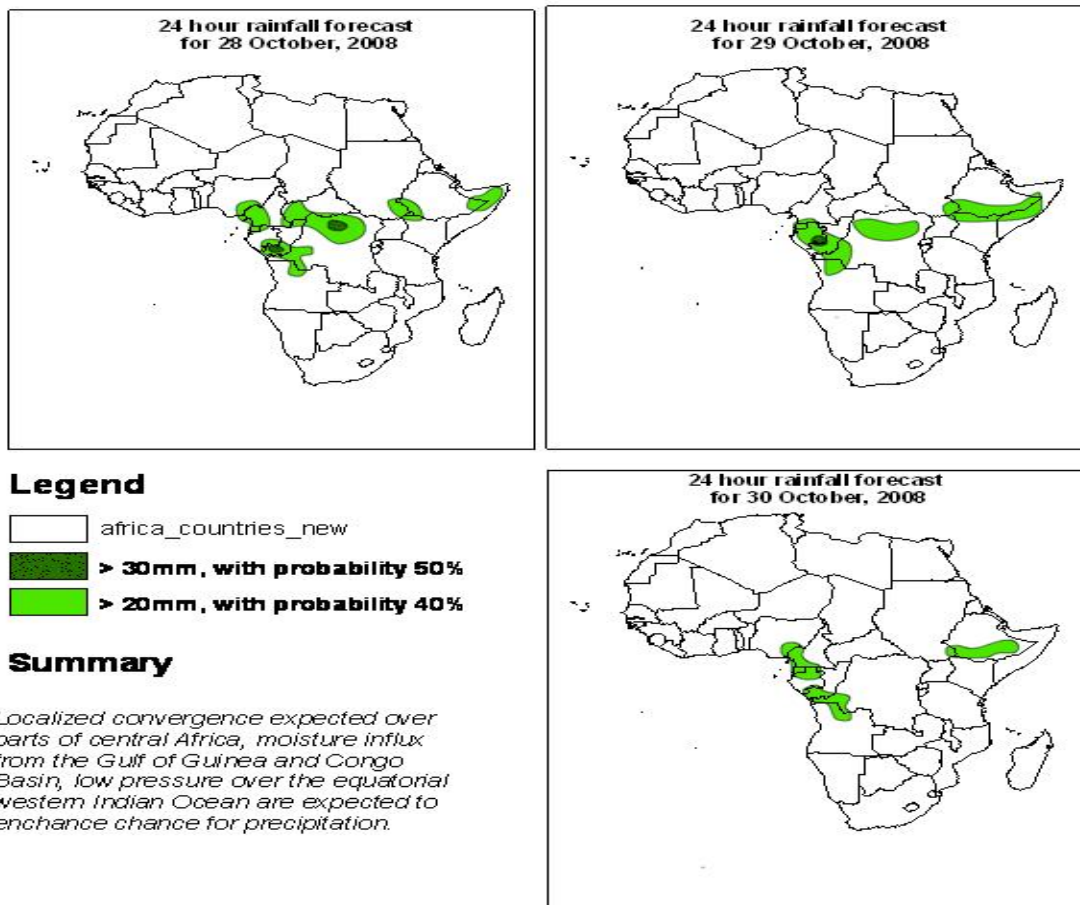 24 hour rainfall forecast
for 28 October, 2008
24 hour rainfall forecast
for 29 October, 2008
Legend
africa_countries_new
> 30mm, with probability 50%
> 20mm, with probability 40%
Summary
Localized convergence expected over
parts of central Africa, moisture influx
from the Gulf of Guinea and Congo
Basin, low pressure over the equatorial
western Indian Ocean are expected to
enchance chance for precipitation.
24 hour rainfall forecast
for 30 October, 2008